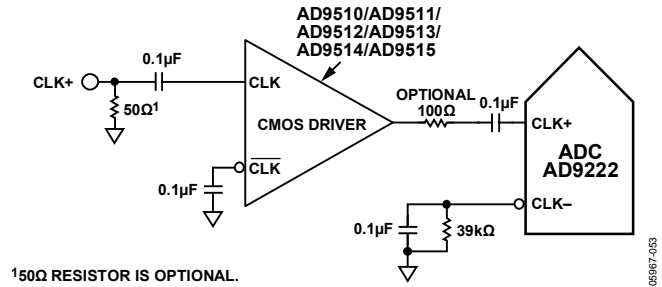 AD9510/AD9511/
AD9512/AD9513/
AD9514/AD9515
0.1µF
CLK+
CLK
50Ω¹
OPTIONAL
100Ω
0.1µF
CLK+
CMOS DRIVER
ADC
AD9222
CLK
0.1µF
CLK–
0.1µF
39kΩ
¹50Ω RESISTOR IS OPTIONAL.
05967-053